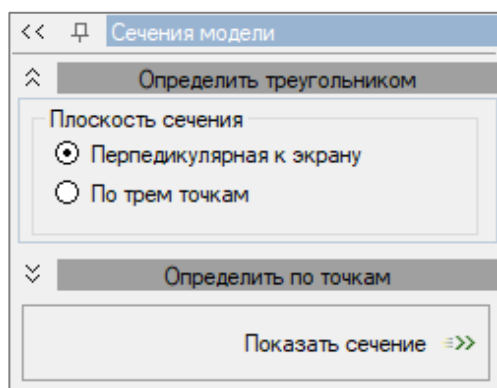 Сечения модели
Определить треугольником
Плоскость сечения
Перпедикулярная к экрану
По трем точкам
Определить по точкам
Показать сечение